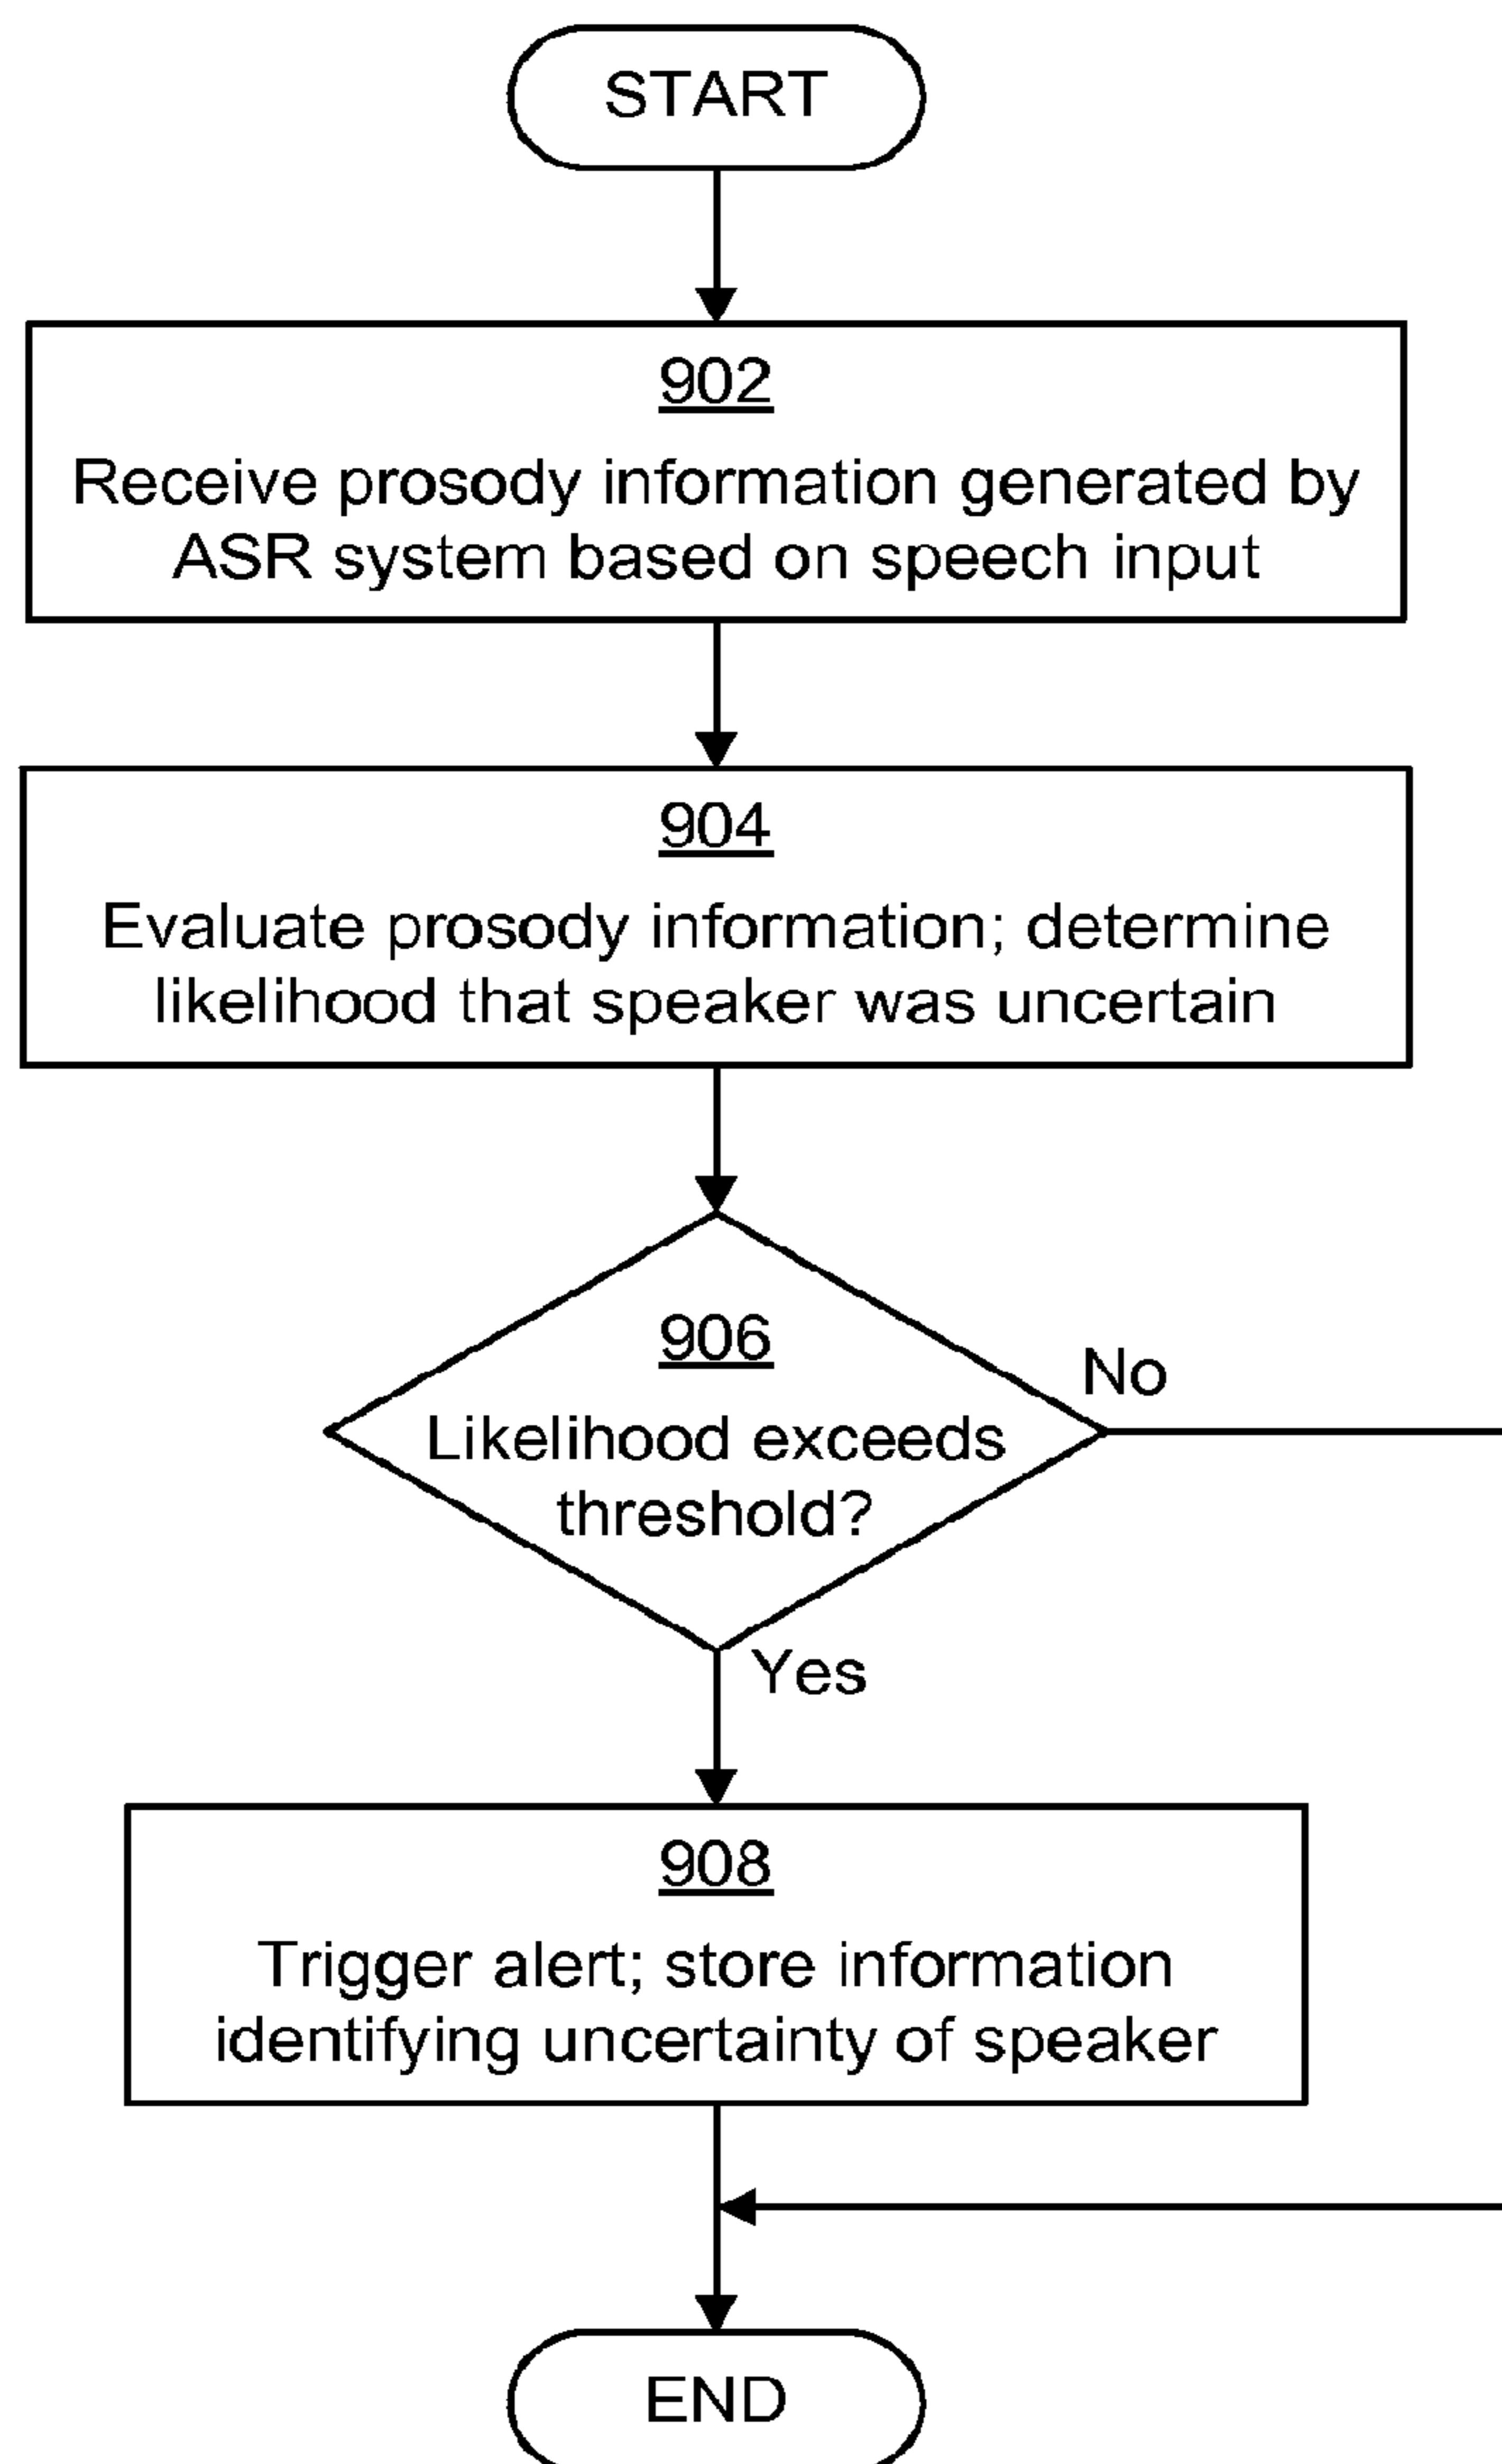 START
902
Receive prosody information generated by
ASR system based on speech input
904
Evaluate prosody information; determine
likelihood that speaker was uncertain
906
Likelihood exceeds
threshold?
No
Yes
908
Trigger alert; store information
identifying uncertainty of speaker
END